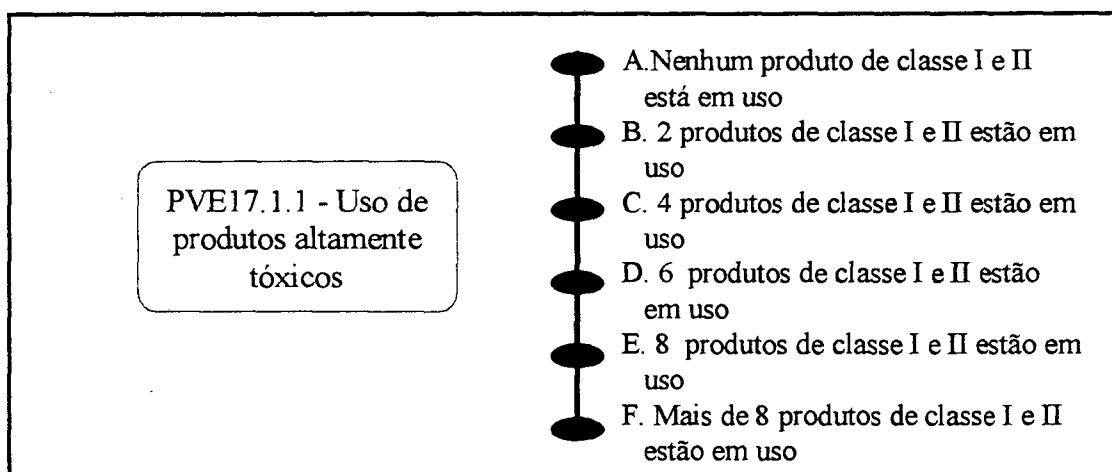 PVE17.1.1 - Uso de
produtos altamente
tóxicos
A.Nenhum produto de classe I e II
está em uso
B. 2 produtos de classe I e II estão em
uso
C. 4 produtos de classe I e II estão em
uso
D. 6 produtos de classe I e II estão
em uso
E. 8 produtos de classe I e II estão em
uso
F. Mais de 8 produtos de classe I e II
estão em uso